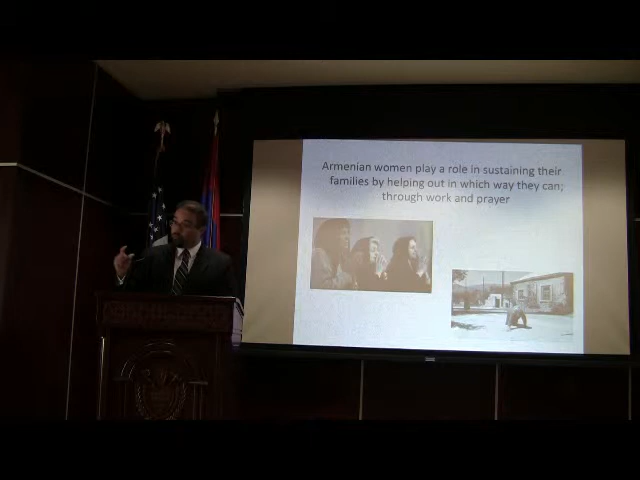 Armenian women play a role in sustaining their
families by helping out in which way they can;
through work and prayer